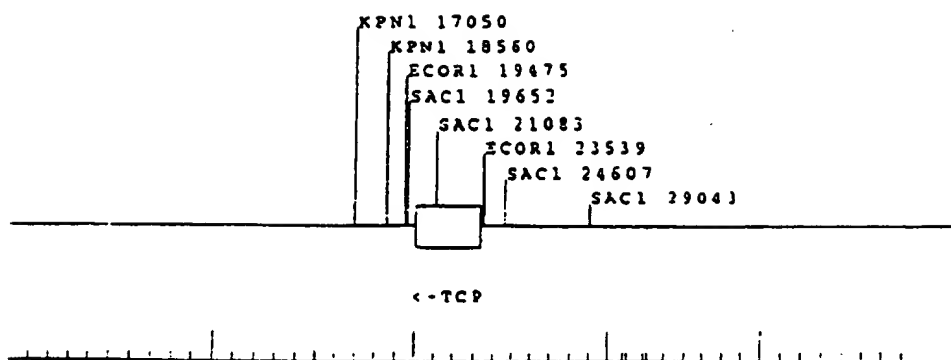 KPN1 17050
KPN1 18560
ECOR1 19475
SAC1 19652
SAC1 21083
ECOR1 23539
SAC1 24607
SAC1 29043
<-TCP